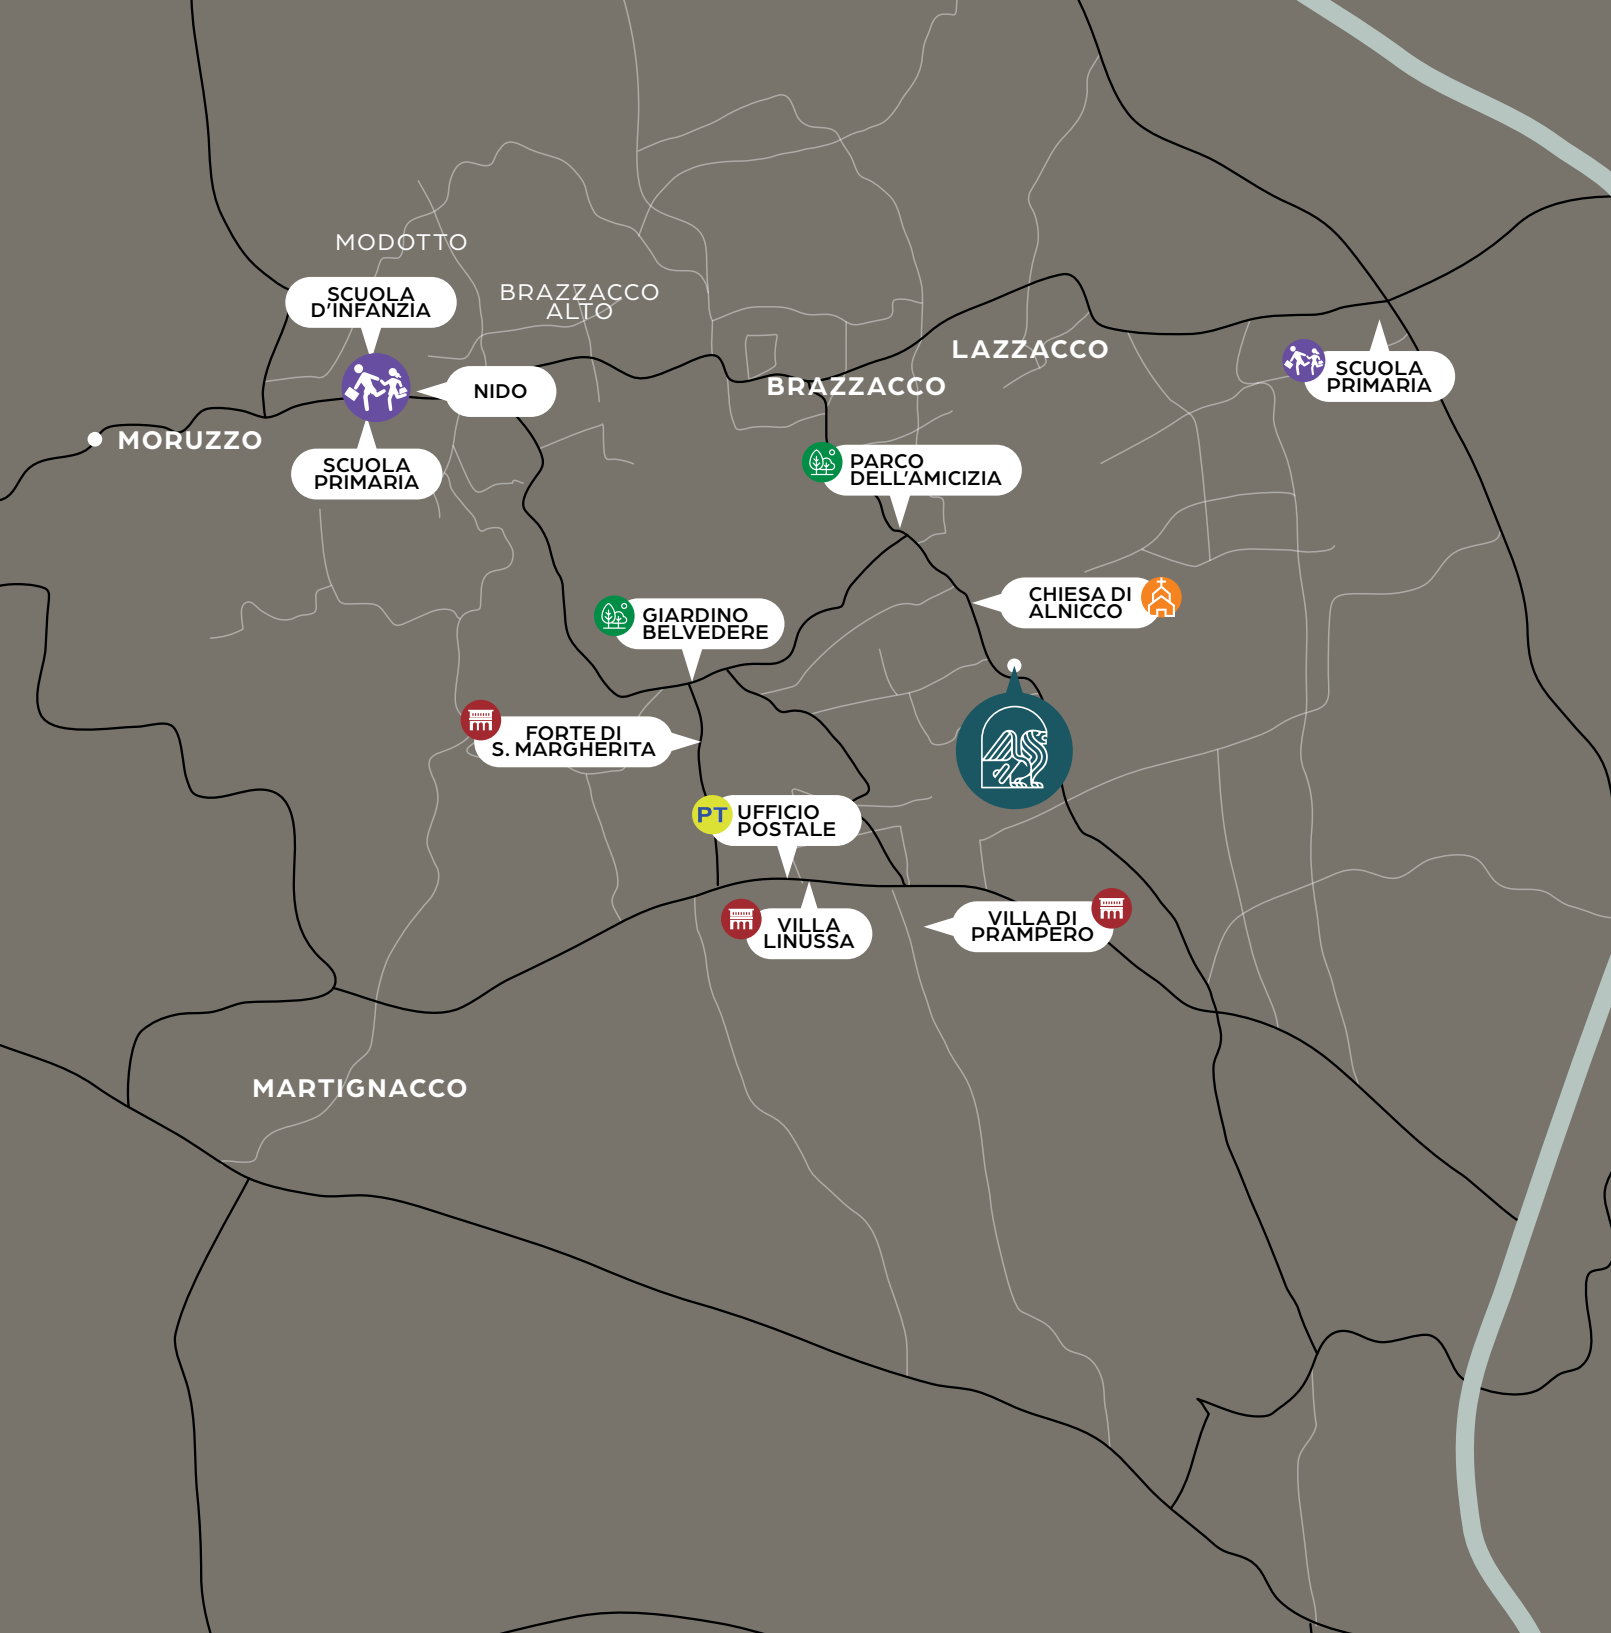 MODOTTO
SCUOLA
D'INFANZIA
BRAZZACCO
ALTO
LAZZACCO
SCUOLA
PRIMARIA
BRAZZACCO
NIDO
MORUZZO
SCUOLA
PRIMARIA
PARCO
DELL'AMICIZIA
CHIESA DI
ALNICCO
GIARDINO
BELVEDERE
FORTE DI
S. MARGHERITA
PT
UFFICIO
POSTALE
VILLA
LINUSSA
VILLA DI
PRAMPERO
MARTIGNACCO